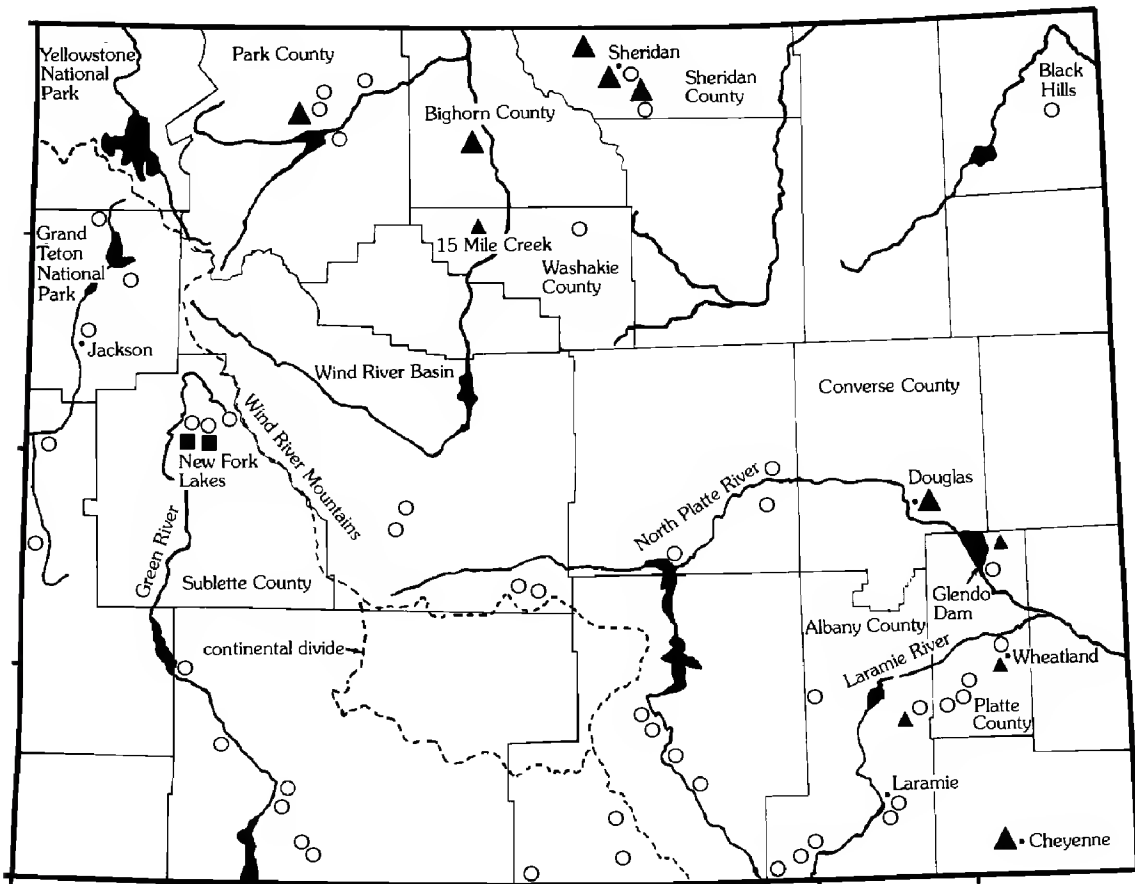 Yellowstone
National
Park
Park County
Sheridan
Sheridan
County
Black
Hills
Bighorn County
Grand
Teton
National
Park
15 Mile Creek
Washakie
County
Jackson
Wind River Basin
Converse County
Wind River Mountains
New Fork
Lakes
North Platte River
Douglas
Green River
Sublette County
Glendo
Dam
Albany County
continental divide
Laramie River
Wheatland
Platte
County
Laramie
Cheyenne